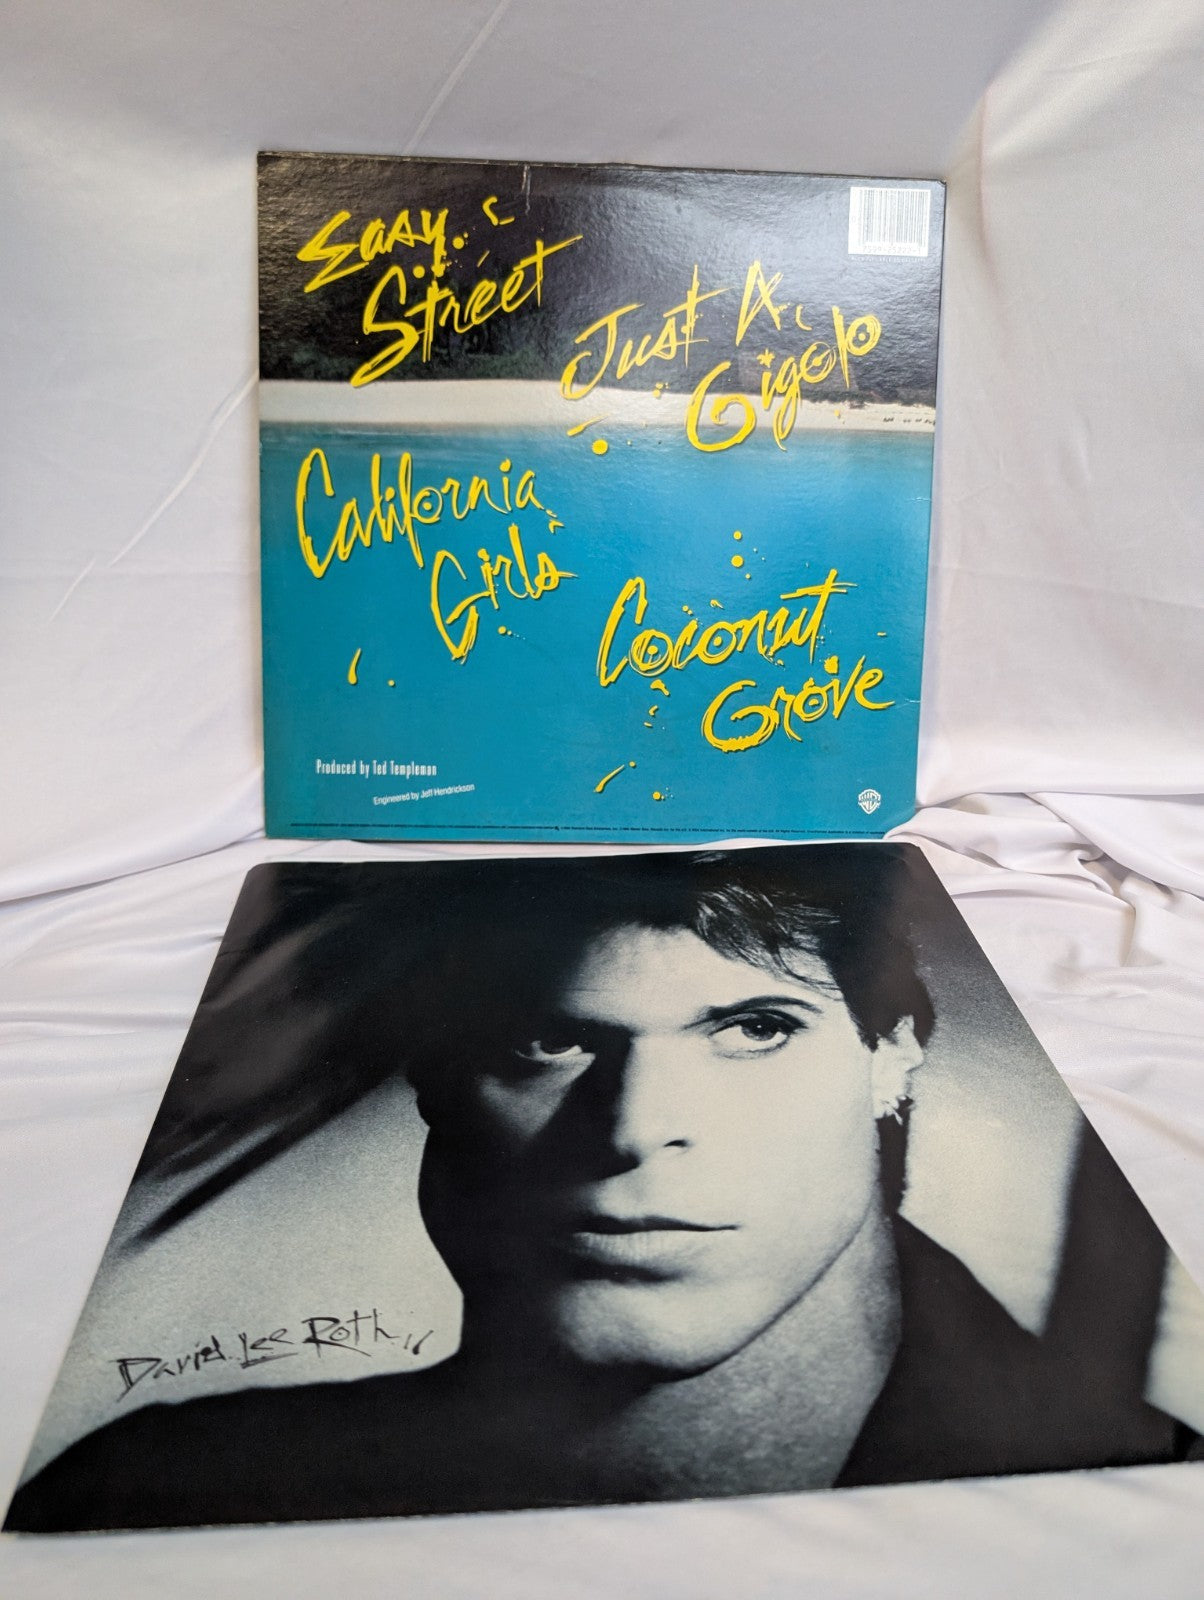 Easy
Street
Just A
Gigolo
California
Girls
Coconut
Grove
Produced by Ted Templeman
Engineered by Jeff Hendrickson
David Lee Roth